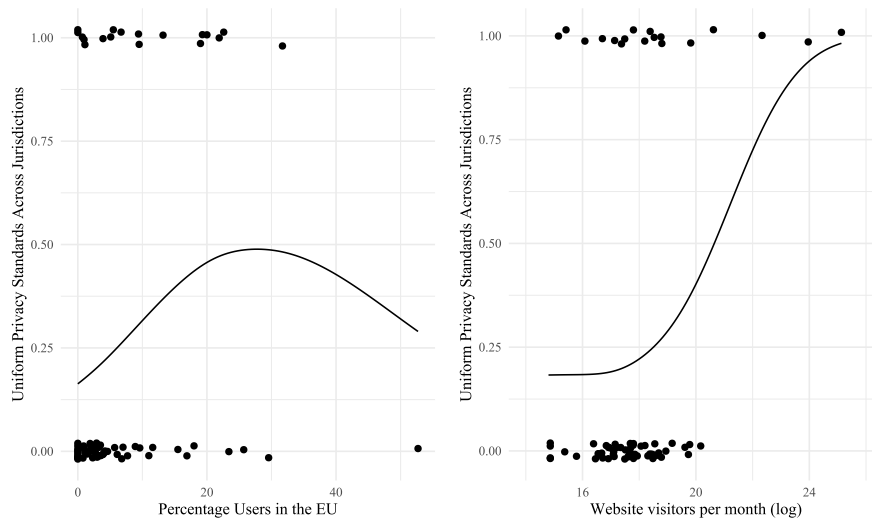 Uniform Privacy Standards Across Jurisdictions
1.00
0.75
0.50
0.25
0.00
0 20 40
Percentage Users in the EU
Uniform Privacy Standards Across Jurisdictions
1.00
0.75
0.50
0.25
0.00
16 20 24
Website visitors per month (log)